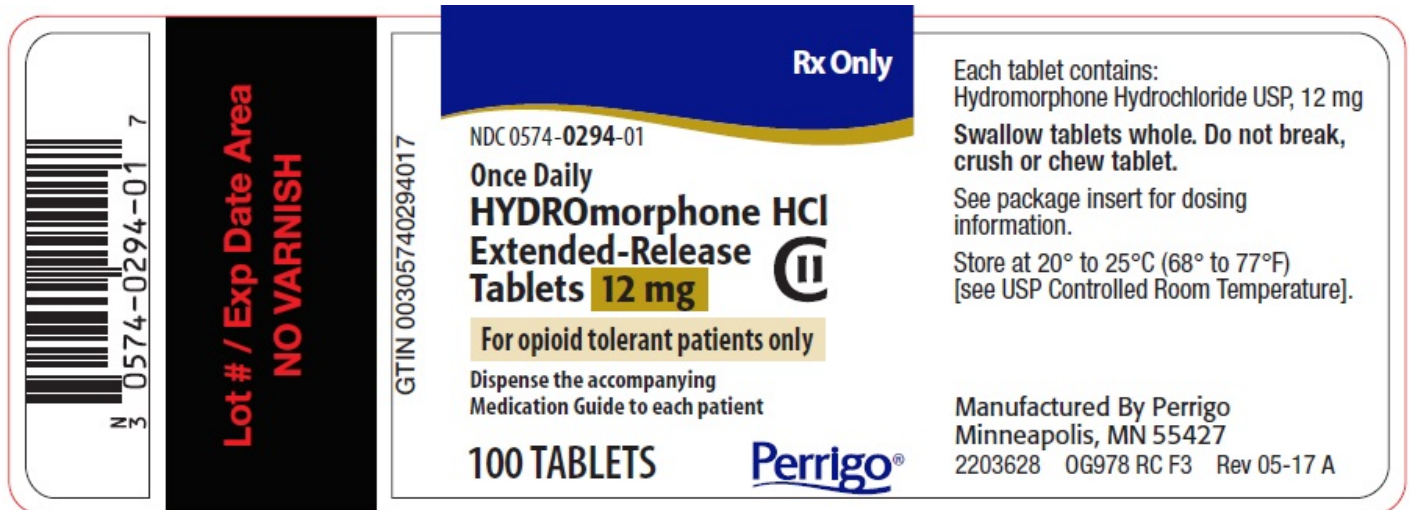 N
3 0574-0294-01 7
Lot # / Exp Date Area
NO VARNISH
GTIN 00305740294017
Rx Only
NDC 0574-0294-01
Once Daily
HYDROmorphone HCl
Extended-Release
Tablets 12 mg
CII
For opioid tolerant patients only
Dispense the accompanying
Medication Guide to each patient
100 TABLETS
Perrigo®
Each tablet contains:
Hydromorphone Hydrochloride USP, 12 mg
Swallow tablets whole. Do not break,
crush or chew tablet.
See package insert for dosing
information.
Store at 20° to 25°C (68° to 77°F)
[see USP Controlled Room Temperature].
Manufactured By Perrigo
Minneapolis, MN 55427
2203628 OG978 RC F3 Rev 05-17 A